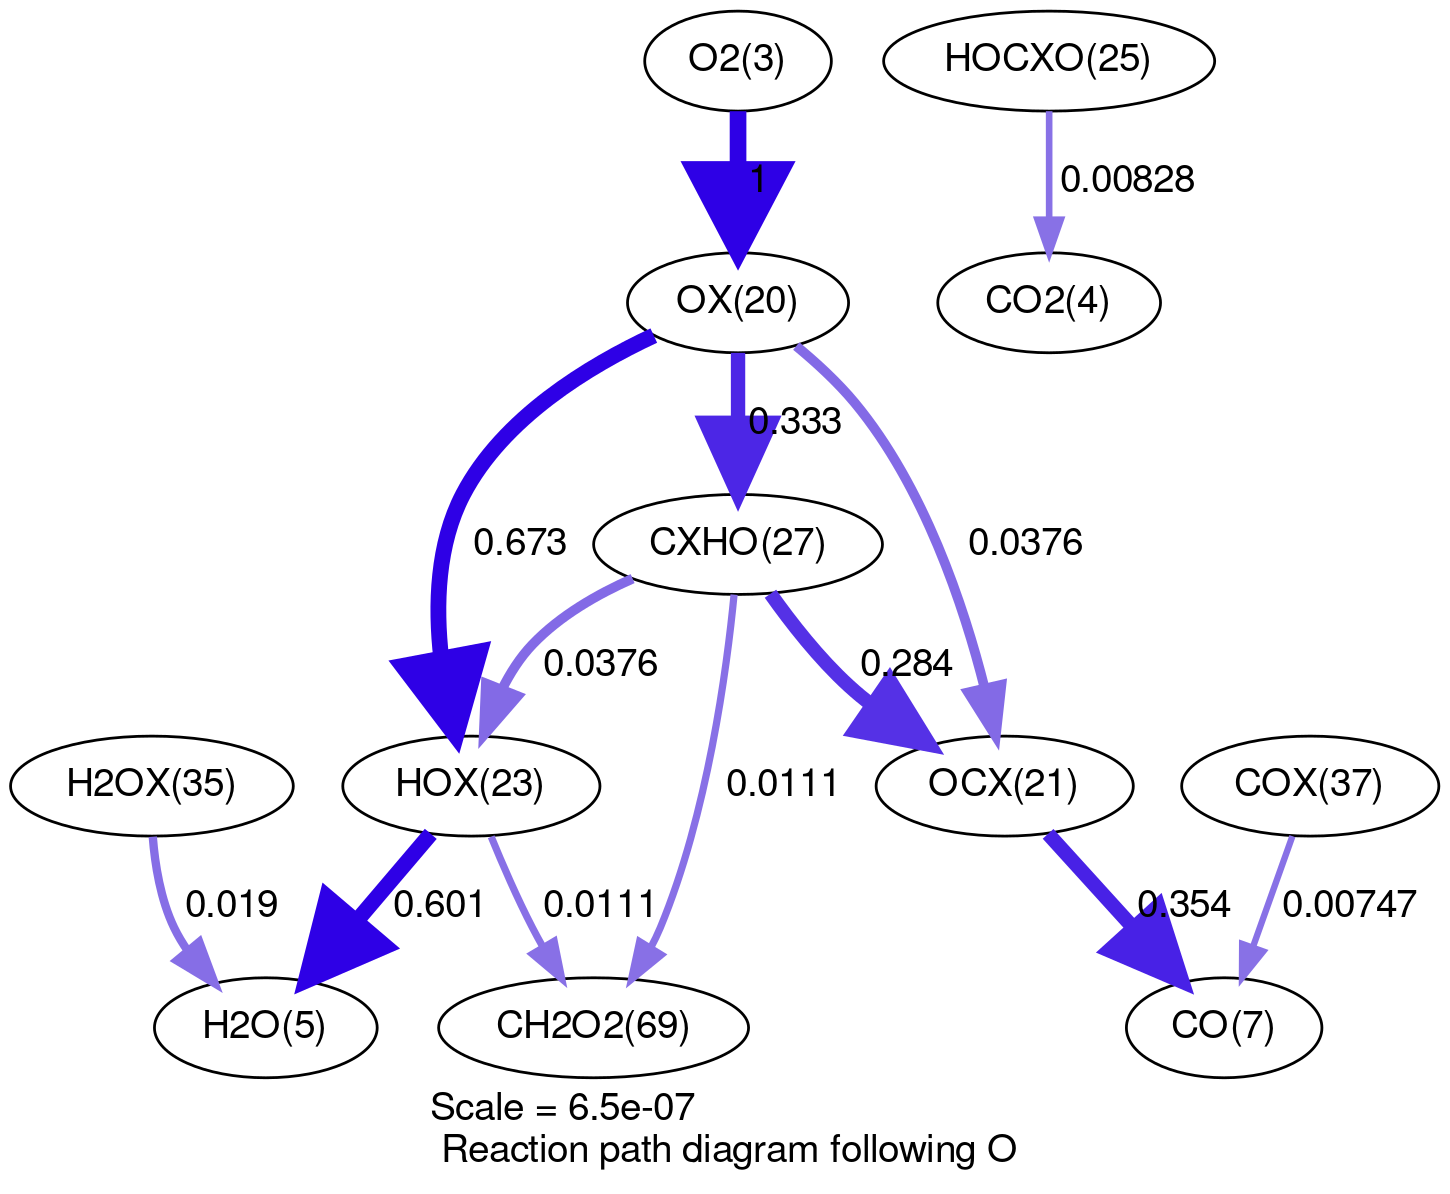 O2(3)
HOCXO(25)
1
0.00828
OX(20)
CO2(4)
0.333
0.673
CXHO(27)
0.0376
0.0376
0.284
0.0111
H2OX(35)
HOX(23)
OCX(21)
COX(37)
0.019
0.601
0.0111
0.354
0.00747
H2O(5)
CH2O2(69)
CO(7)
Scale = 6.5e-07
Reaction path diagram following O